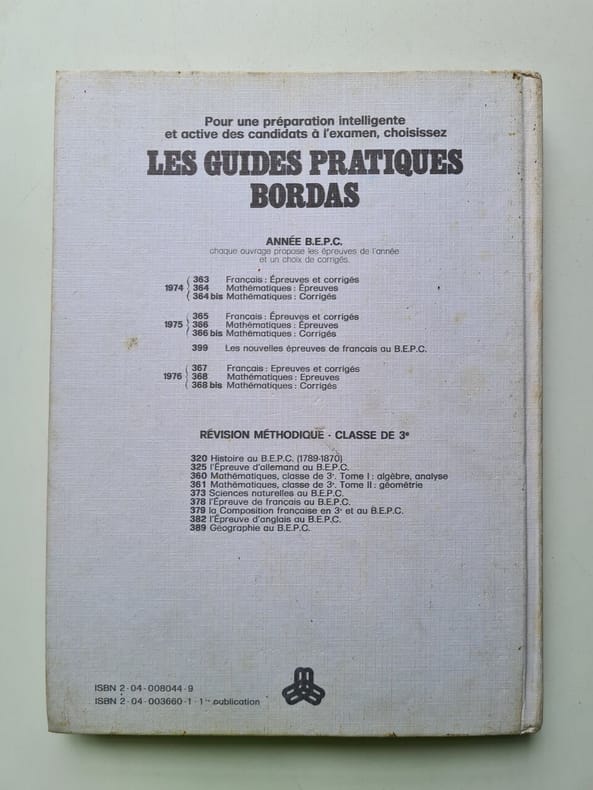 Pour une préparation intelligente
et active des candidats à l'examen, choisissez
LES GUIDES PRATIQUES
BORDAS
ANNÉE B.E.P.C.
chaque ouvrage propose les épreuves de l'année
et un choix de corrigés.
363 Français : Épreuves et corrigés
1974 364 Mathématiques : Épreuves
364 bis Mathématiques : Corrigés
365 Français : Épreuves et corrigés
1975 366 Mathématiques : Épreuves
366 bis Mathématiques : Corrigés
399 Les nouvelles épreuves de français au B.E.P.C.
367 Français : Epreuves et corrigés
1976 368 Mathématiques : Epreuves
368 bis Mathématiques : Corrigés
RÉVISION MÉTHODIQUE - CLASSE DE 3e
320 Histoire au B.E.P.C. (1789-1870)
325 l'Épreuve d'allemand au B.E.P.C.
360 Mathématiques, classe de 3e. Tome I : algèbre, analyse
361 Mathématiques, classe de 3e. Tome II : géométrie
373 Sciences naturelles au B.E.P.C.
378 l'Épreuve de français au B.E.P.C.
379 la Composition française en 3e et au B.E.P.C.
382 l'Épreuve d'anglais au B.E.P.C.
389 Géographie au B.E.P.C.
ISBN 2-04-008044-9
ISBN 2-04-003660-1 - 1re publication